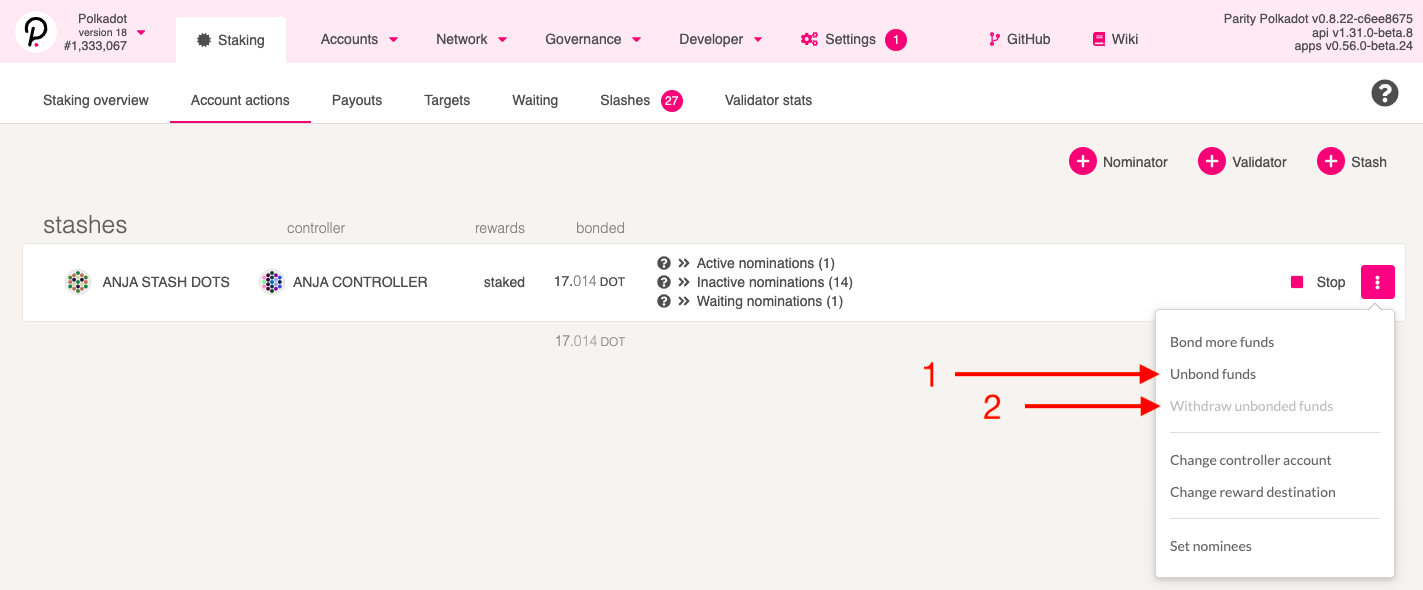 Polkadot
version 18
#1,333,067
Staking
Accounts
Network
Governance
Developer
Settings 1
GitHub
Wiki
Parity Polkadot v0.8.22-c6ee8675
api v1.31.0-beta.8
apps v0.56.0-beta.24
Staking overview
Account actions
Payouts
Targets
Waiting
Slashes 27
Validator stats
?
+ Nominator
+ Validator
+ Stash
stashes controller rewards bonded
ANJA STASH DOTS ANJA CONTROLLER staked 17.014 DOT
? Active nominations (1)
? Inactive nominations (14)
? Waiting nominations (1)
Stop
17.014 DOT
Bond more funds
1 Unbond funds
2 Withdraw unbonded funds
Change controller account
Change reward destination
Set nominees